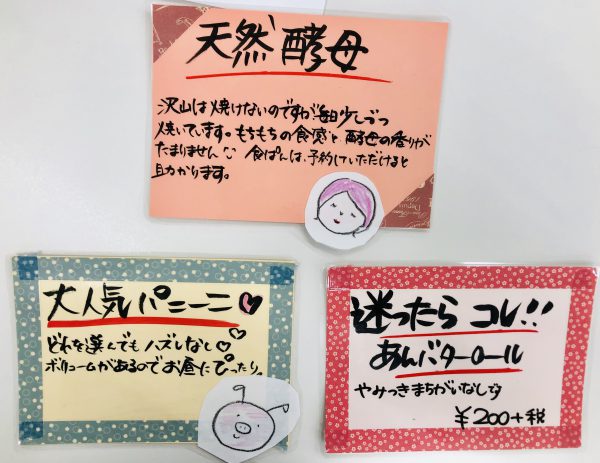 天然酵母
沢山は焼けないのですが毎日少しづつ
焼いています。もちもちの食感と酵母の香りが
たまりません 食ぱんは、予約していただけると
助かります。
大人気パニーニ♡
どれを選んでもハズレなし♡
ボリュームがあるのでお昼にぴったり。
迷ったら コレ!!
あんバターロール
やみつきまちがいなしです
¥200+税